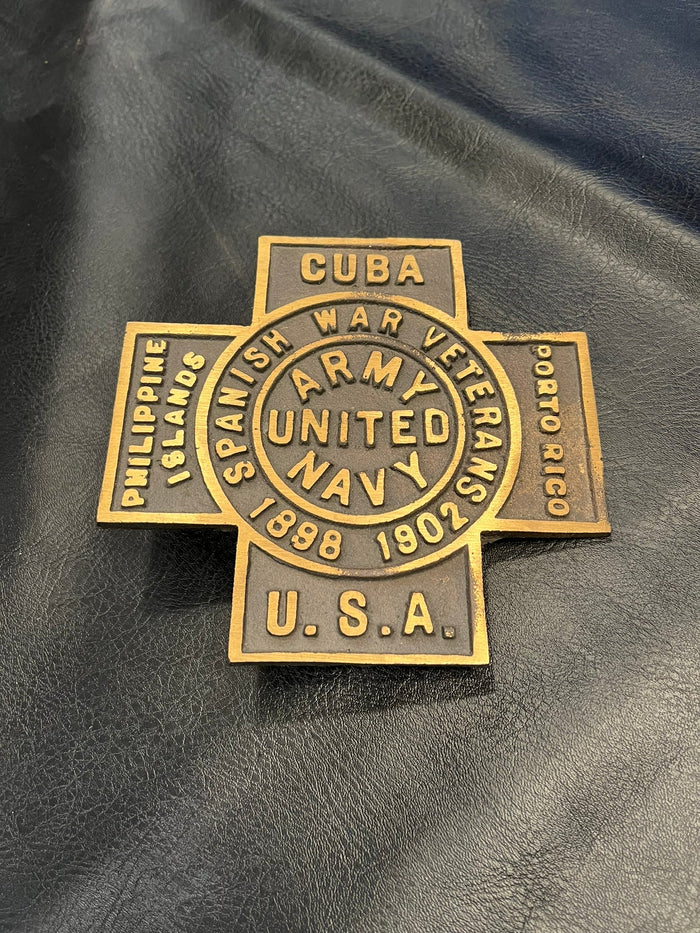 CUBA
SPANISH WAR VETERANS
ARMY
UNITED
NAVY
1898 1902
PHILIPPINE
ISLANDS
PORTO RICO
U.S.A.